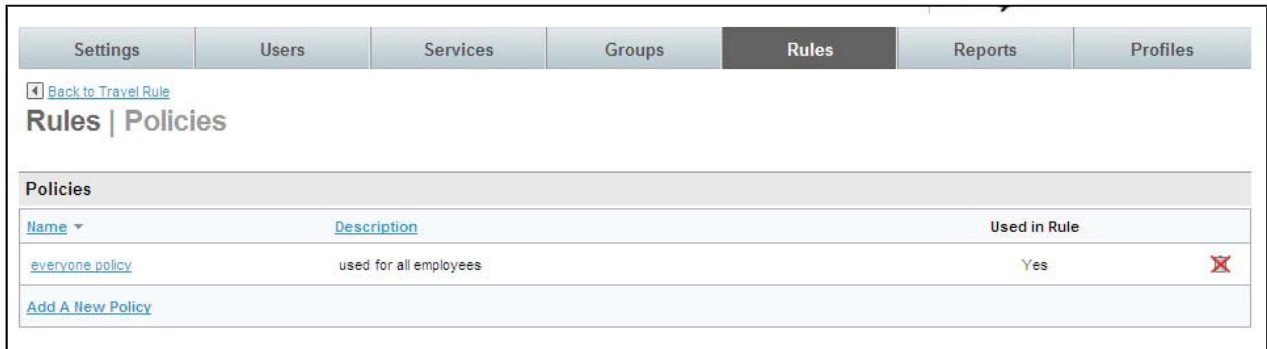 Settings Users Services Groups Rules Reports Profiles
Back to Travel Rule
Rules | Policies
Policies
Name Description Used in Rule
everyone policy used for all employees Yes
Add A New Policy